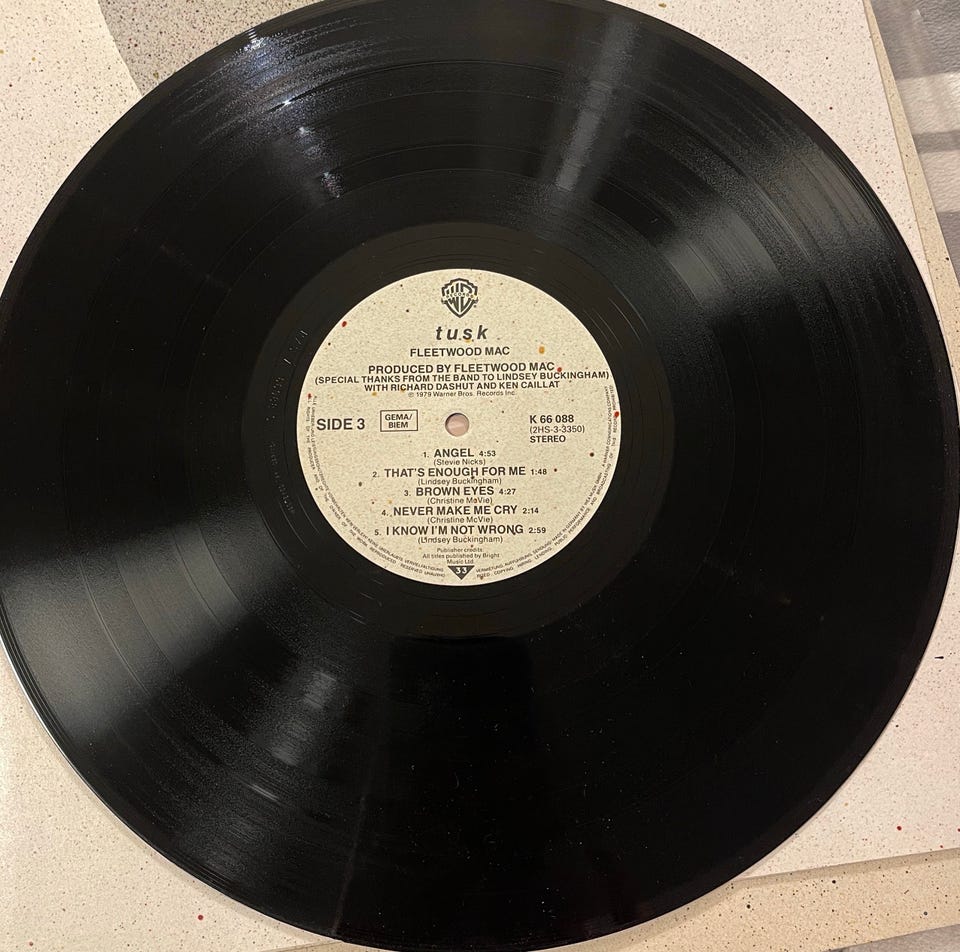 tusk
FLEETWOOD MAC
PRODUCED BY FLEETWOOD MAC
(SPECIAL THANKS FROM THE BAND TO LINDSEY BUCKINGHAM)
WITH RICHARD DASHUT AND KEN CAILLAT
℗ 1979 Warner Bros. Records Inc.
SIDE 3
GEMA/
BIEM
K 66 088
(2HS-3-3350)
STEREO
1. ANGEL 4:53
(Stevie Nicks)
2. THAT'S ENOUGH FOR ME 1:48
(Lindsey Buckingham)
3. BROWN EYES 4:27
(Christine McVie)
4. NEVER MAKE ME CRY 2:14
(Christine McVie)
5. I KNOW I'M NOT WRONG 2:59
(Lindsey Buckingham)
Publisher credits
All titles published by Bright
Music Ltd.
33